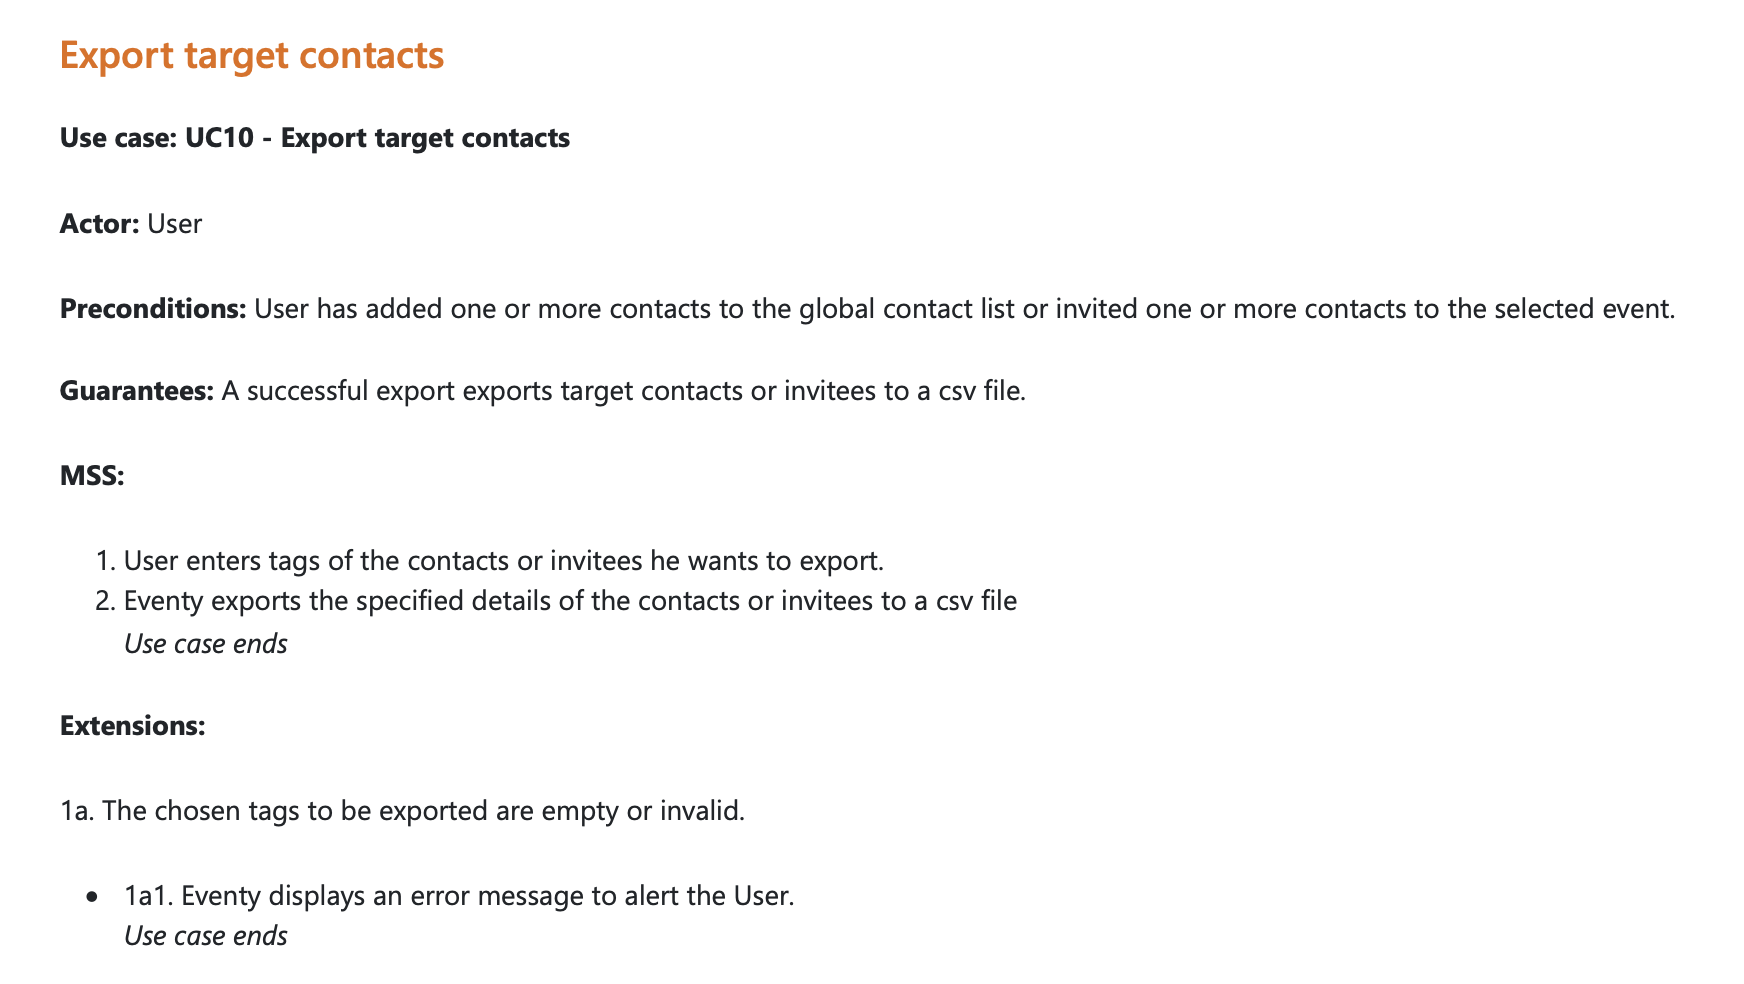 Export target contacts
Use case: UC10 - Export target contacts
Actor: User
Preconditions: User has added one or more contacts to the global contact list or invited one or more contacts to the selected event.
Guarantees: A successful export exports target contacts or invitees to a csv file.
MSS:
1. User enters tags of the contacts or invitees he wants to export.
2. Eventy exports the specified details of the contacts or invitees to a csv file
Use case ends
Extensions:
1a. The chosen tags to be exported are empty or invalid.
• 1a1. Eventy displays an error message to alert the User.
Use case ends